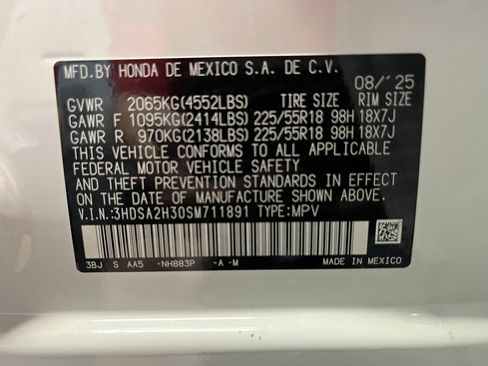 MFD.BY HONDA DE MEXICO S.A. DE C.V. 08/'25
GVWR 2065KG(4552LBS) TIRE SIZE RIM SIZE
GAWR F 1095KG(2414LBS) 225/55R18 98H 18X7J
GAWR R 970KG(2138LBS) 225/55R18 98H 18X7J
THIS VEHICLE CONFORMS TO ALL APPLICABLE
FEDERAL MOTOR VEHICLE SAFETY
AND THEFT PREVENTION STANDARDS IN EFFECT
ON THE DATE OF MANUFACTURE SHOWN ABOVE.
V.I.N.:3HDSA2H30SM711891 TYPE:MPV
3BJ S AA5 -NH883P -A -M MADE IN MEXICO